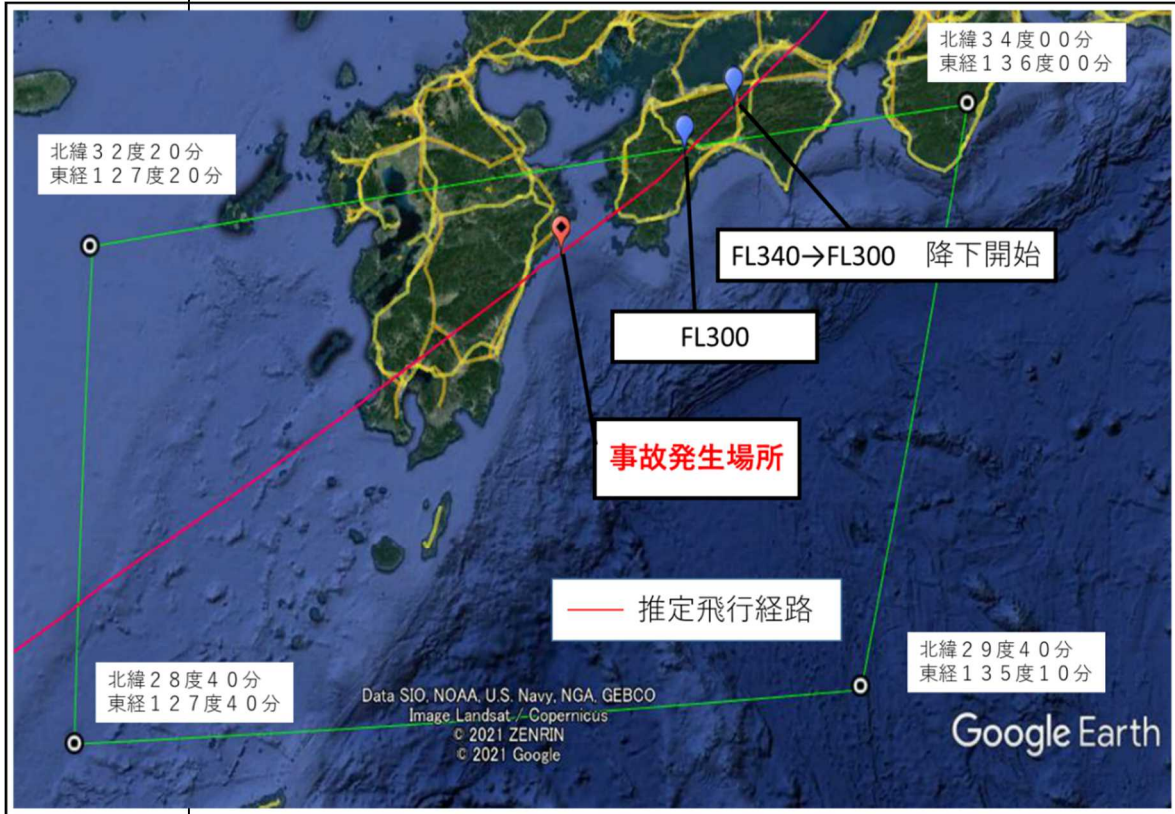 北緯３４度００分
東経１３６度００分
北緯３２度２０分
東経１２７度２０分
FL340→FL300　降下開始
FL300
事故発生場所
推定飛行経路
北緯２９度４０分
東経１３５度１０分
北緯２８度４０分
東経１２７度４０分
Data SIO, NOAA, U.S. Navy, NGA, GEBCO
Image Landsat / Copernicus
© 2021 ZENRIN
© 2021 Google
Google Earth